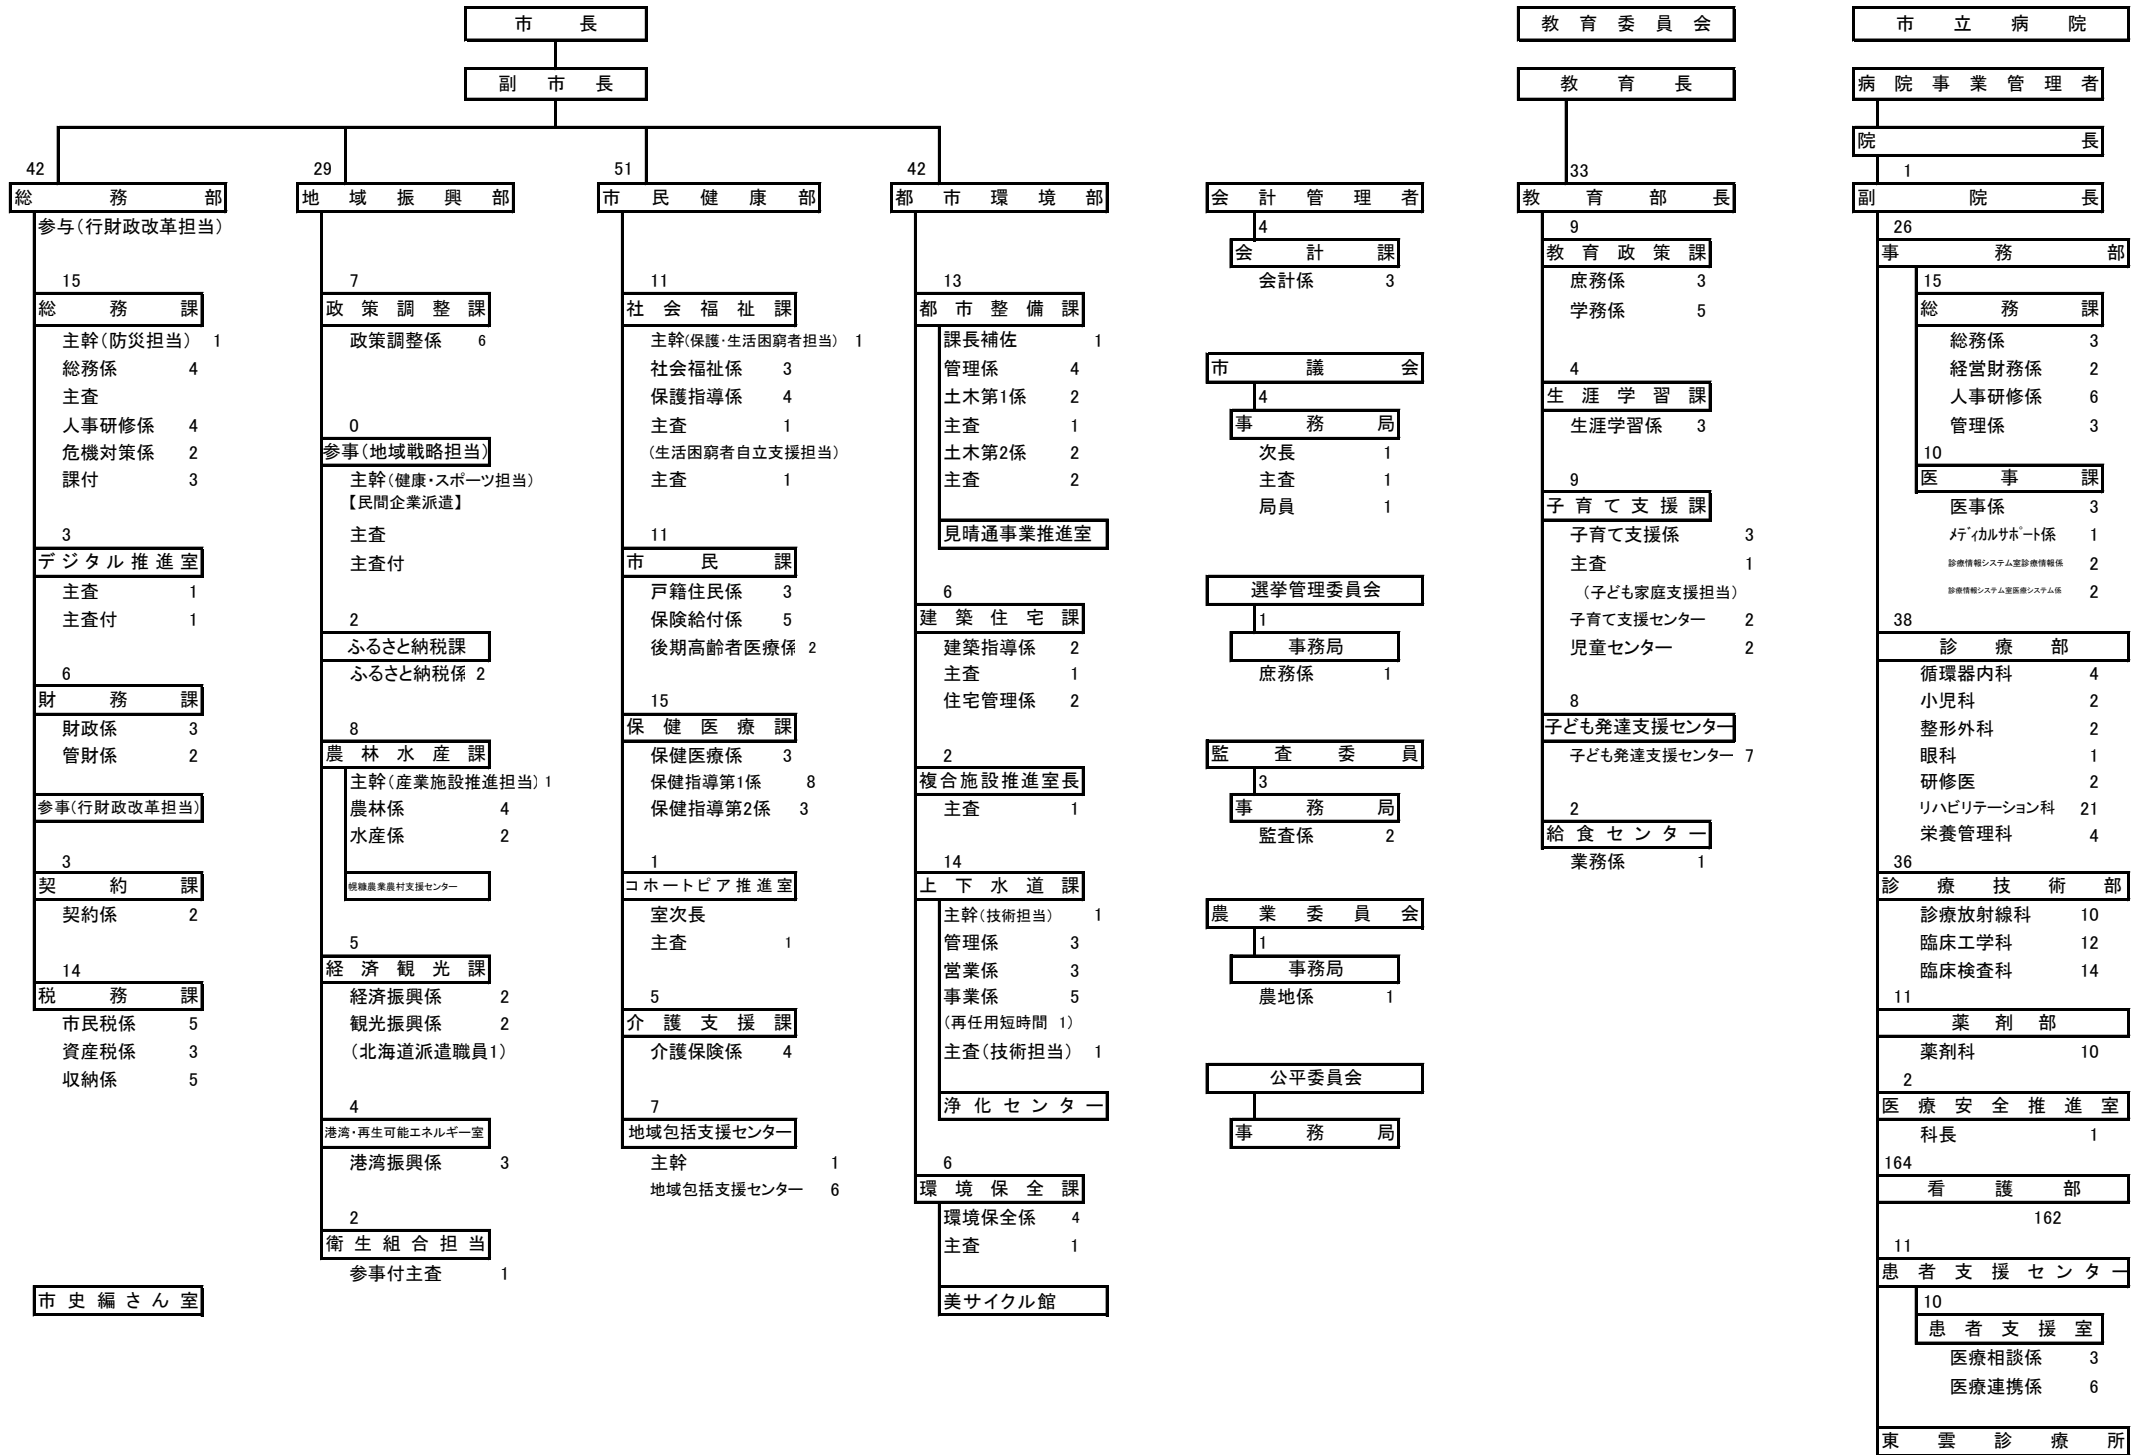 市長
副市長
42
総務部
参与(行財政改革担当)
15
総務課
主幹(防災担当) 1
総務係 4
主査
人事研修係 4
危機対策係 2
課付 3
3
デジタル推進室
主査 1
主査付 1
6
財務課
財政係 3
管財係 2
参事(行財政改革担当)
3
契約課
契約係 2
14
税務課
市民税係 5
資産税係 3
収納係 5
市史編さん室
29
地域振興部
7
政策調整課
政策調整係 6
0
参事(地域戦略担当)
主幹(健康・スポーツ担当)
【民間企業派遣】
主査
主査付
2
ふるさと納税課
ふるさと納税係 2
8
農林水産課
主幹(産業施設推進担当) 1
農林係 4
水産係 2
幌糠農業農村支援センター
5
経済観光課
経済振興係 2
観光振興係 2
(北海道派遣職員1)
4
港湾・再生可能エネルギー室
港湾振興係 3
2
衛生組合担当
参事付主査 1
51
市民健康部
11
社会福祉課
主幹(保護・生活困窮者担当) 1
社会福祉係 3
保護指導係 4
主査 1
(生活困窮者自立支援担当)
主査 1
11
市民課
戸籍住民係 3
保険給付係 5
後期高齢者医療係 2
15
保健医療課
保健医療係 3
保健指導第1係 8
保健指導第2係 3
1
コホートピア推進室
室次長
主査 1
5
介護支援課
介護保険係 4
7
地域包括支援センター
主幹 1
地域包括支援センター 6
42
都市環境部
13
都市整備課
課長補佐 1
管理係 4
土木第1係 2
主査 1
土木第2係 2
主査 2
見晴通事業推進室
6
建築住宅課
建築指導係 2
主査 1
住宅管理係 2
2
複合施設推進室長
主査 1
14
上下水道課
主幹(技術担当) 1
管理係 3
営業係 3
事業係 5
(再任用短時間 1)
主査(技術担当) 1
浄化センター
6
環境保全課
環境保全係 4
主査 1
美サイクル館
会計管理者
4
会計課
会計係 3
市議会
4
事務局
次長 1
主査 1
局員 1
選挙管理委員会
1
事務局
庶務係 1
監査委員
3
事務局
監査係 2
農業委員会
1
事務局
農地係 1
公平委員会
事務局
教育委員会
教育長
33
教育部長
9
教育政策課
庶務係 3
学務係 5
4
生涯学習課
生涯学習係 3
9
子育て支援課
子育て支援係 3
主査 1
(子ども家庭支援担当)
子育て支援センター 2
児童センター 2
8
子ども発達支援センター
子ども発達支援センター 7
2
給食センター
業務係 1
市立病院
病院事業管理者
院長
1
副院長
26
事務部
15
総務課
総務係 3
経営財務係 2
人事研修係 6
管理係 3
10
医事課
医事係 3
メディカルサポート係 1
診療情報システム室診療情報係 2
診療情報システム室医療システム係 2
38
診療部
循環器内科 4
小児科 2
整形外科 2
眼科 1
研修医 2
リハビリテーション科 21
栄養管理科 4
36
診療技術部
診療放射線科 10
臨床工学科 12
臨床検査科 14
11
薬剤部
薬剤科 10
2
医療安全推進室
科長 1
164
看護部
162
11
患者支援センター
10
患者支援室
医療相談係 3
医療連携係 6
東雲診療所